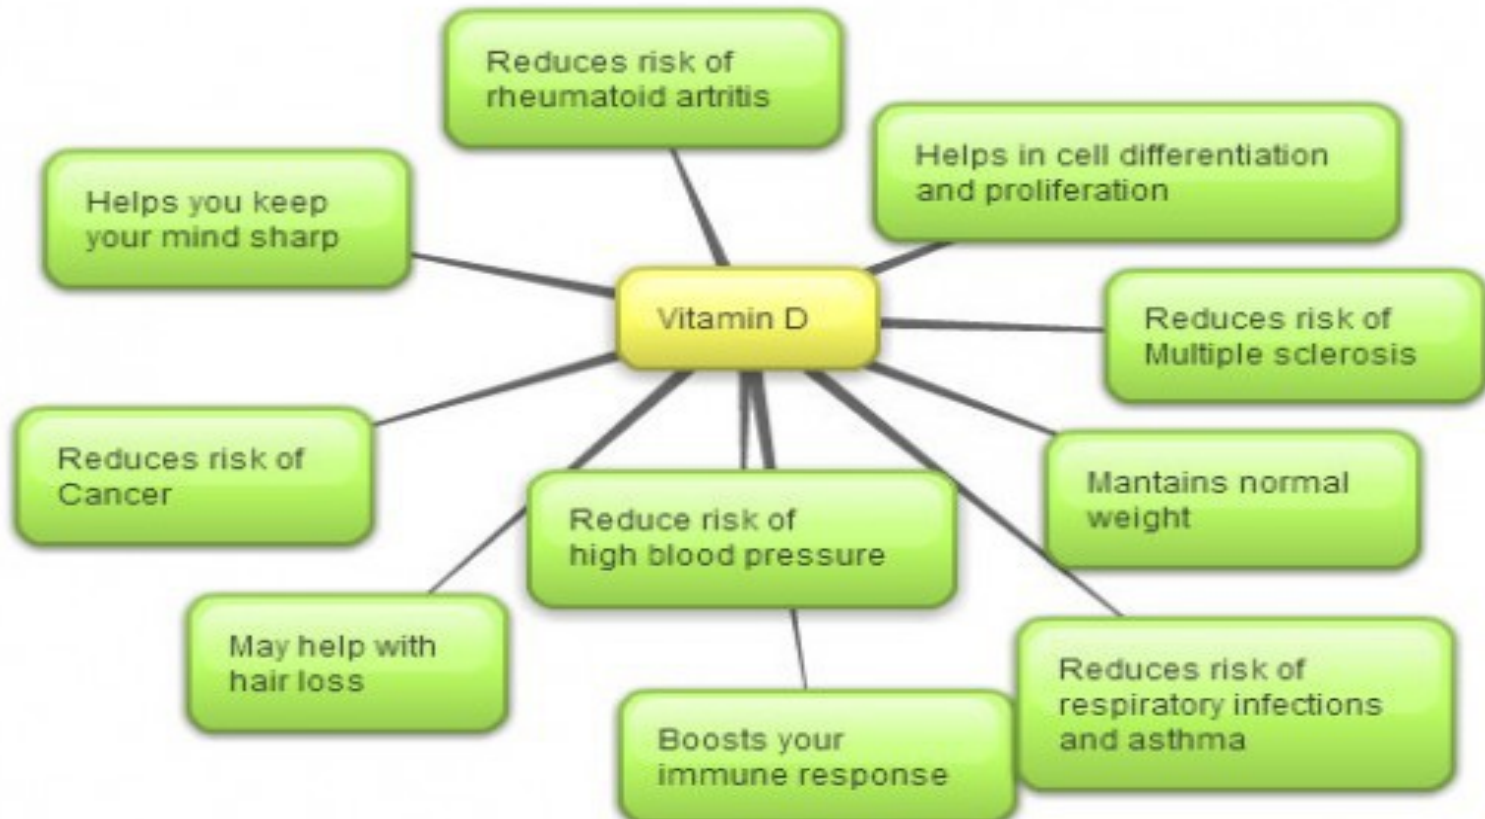 Reduces risk of
rheumatoid artritis
Helps in cell differentiation
and proliferation
Helps you keep
your mind sharp
Vitamin D
Reduces risk of
Multiple sclerosis
Reduces risk of
Cancer
Mantains normal
weight
Reduce risk of
high blood pressure
May help with
hair loss
Reduces risk of
respiratory infections
and asthma
Boosts your
immune response